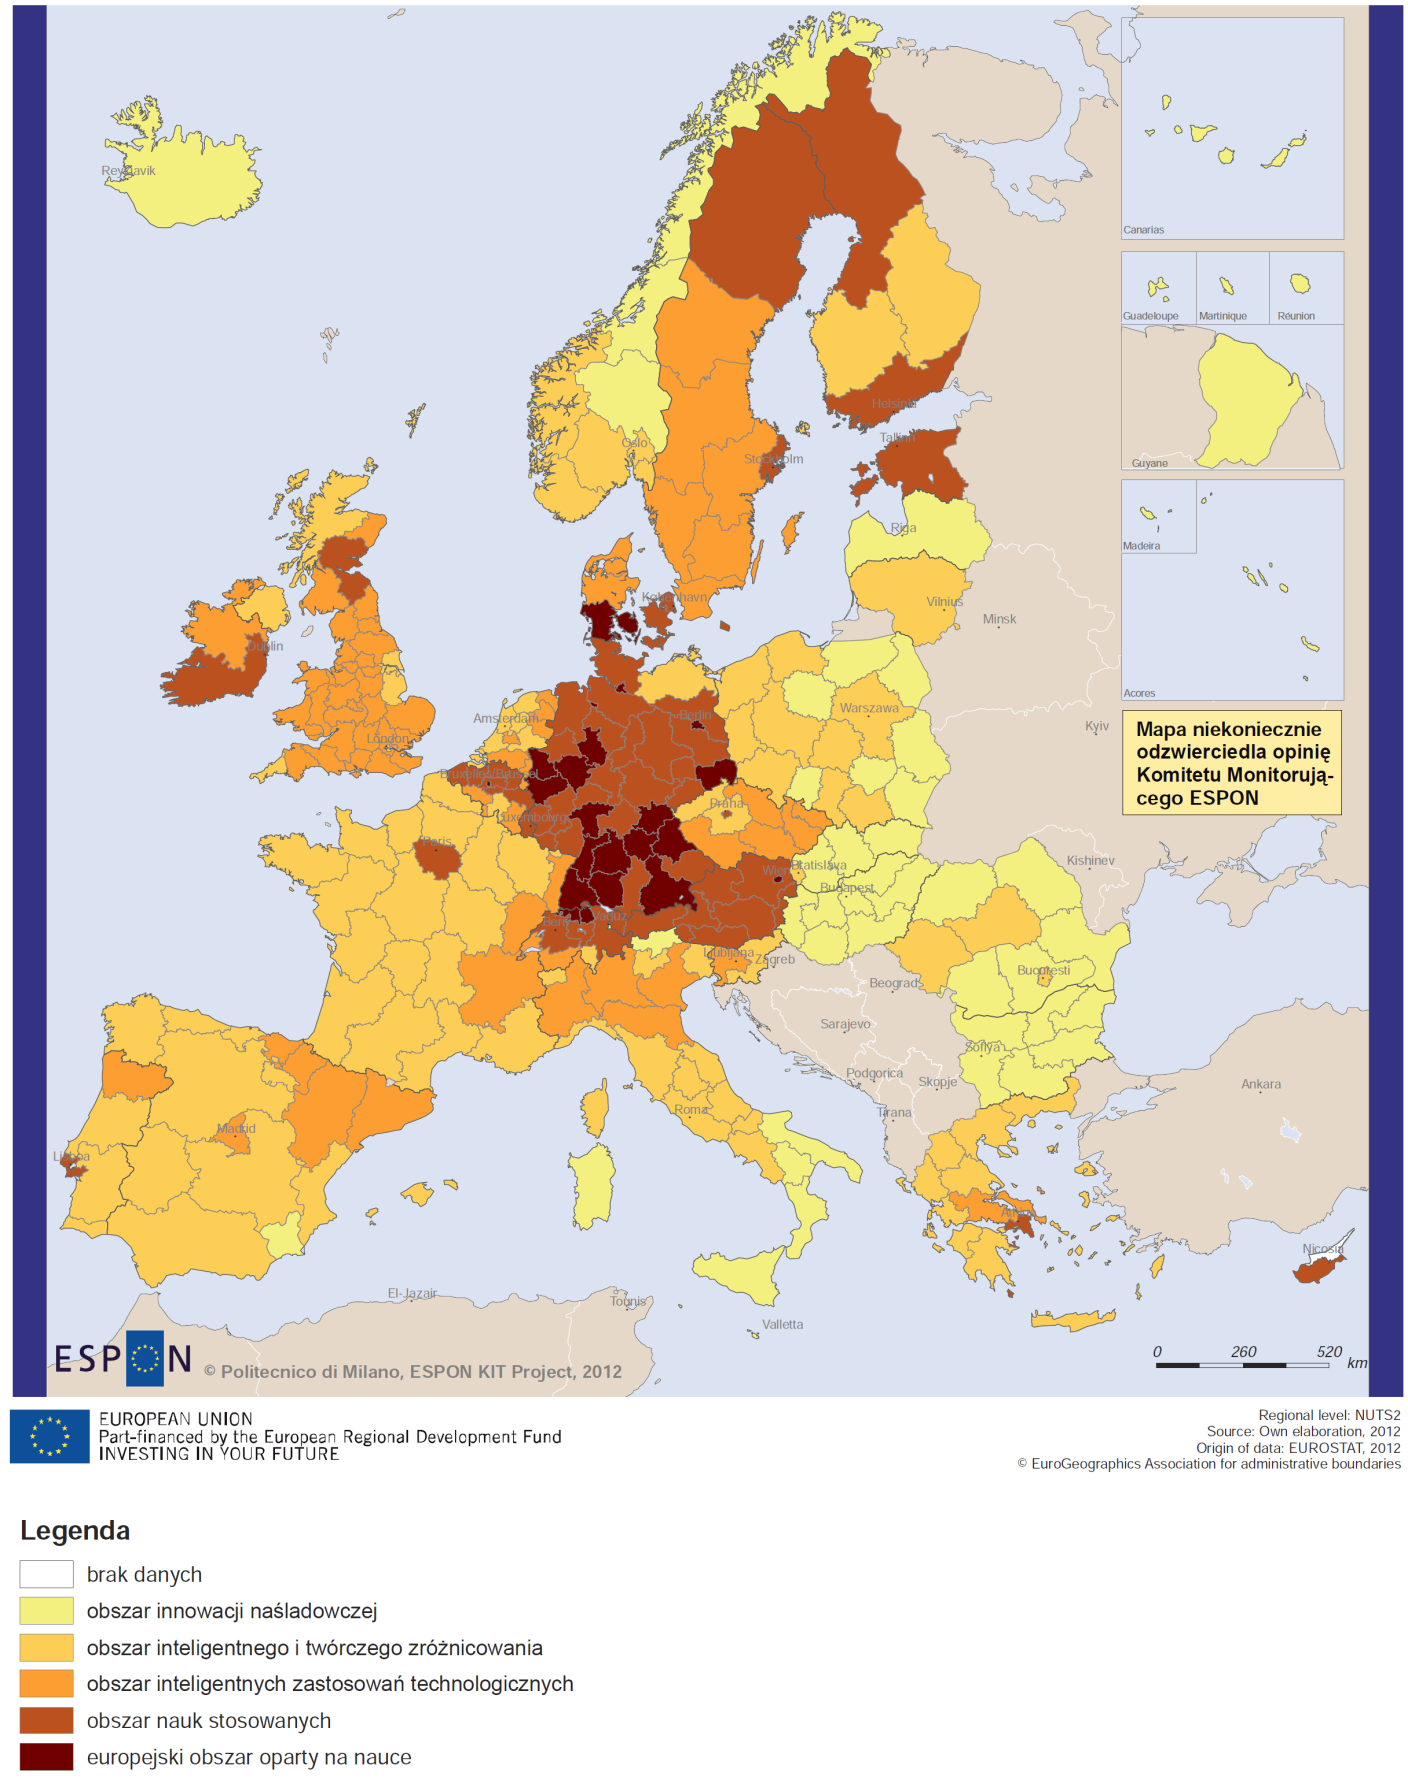 Reykjavik
Canarias
Guadeloupe
Martinique
Réunion
Guyane
Madeira
Acores
Oslo
Helsinki
Tallinn
Stockholm
Riga
København
Vilnius
Minsk
Dublin
Berlin
Amsterdam
Warszawa
London
Kyiv
Mapa niekoniecznie
odzwierciedla opinię
Komitetu Monitorują-
cego ESPON
Bruxelles/Brussel
Praha
Luxembourg
Paris
Kishinev
Wien
Bratislava
Budapest
Bern
Vaduz
Ljubljana
Zagreb
Bucuresti
Beograd
Sarajevo
Sofiya
Podgorica
Skopje
Ankara
Roma
Tirana
Madrid
Lisboa
Nicosia
El-Jazair
Tounis
Valletta
ESPON
© Politecnico di Milano, ESPON KIT Project, 2012
0 260 520
km
EUROPEAN UNION
Part-financed by the European Regional Development Fund
INVESTING IN YOUR FUTURE
Regional level: NUTS2
Source: Own elaboration, 2012
Origin of data: EUROSTAT, 2012
© EuroGeographics Association for administrative boundaries
Legenda
brak danych
obszar innowacji naśladowczej
obszar inteligentnego i twórczego zróżnicowania
obszar inteligentnych zastosowań technologicznych
obszar nauk stosowanych
europejski obszar oparty na nauce